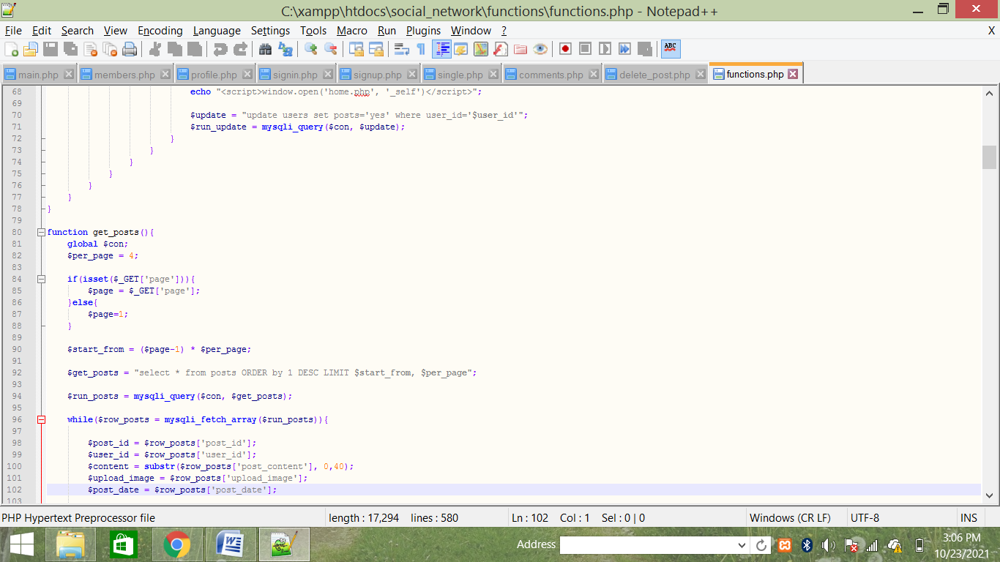 C:\xampp\htdocs\social_network\functions\functions.php - Notepad++
File Edit Search View Encoding Language Settings Tools Macro Run Plugins Window ? X
ABC
main.php members.php profile.php signin.php signup.php single.php comments.php delete_post.php functions.php
68 echo "<script>window.open('home.php', '_self')</script>";
69
70 $update = "update users set posts='yes' where user_id='$user_id'";
71 $run_update = mysqli_query($con, $update);
72 }
73 }
74 }
75 }
76 }
77 }
78 }
79
80 function get_posts(){
81 global $con;
82 $per_page = 4;
83
84 if(isset($_GET['page'])){
85 $page = $_GET['page'];
86 }else{
87 $page=1;
88 }
89
90 $start_from = ($page-1) * $per_page;
91
92 $get_posts = "select * from posts ORDER by 1 DESC LIMIT $start_from, $per_page";
93
94 $run_posts = mysqli_query($con, $get_posts);
95
96 while($row_posts = mysqli_fetch_array($run_posts)){
97
98 $post_id = $row_posts['post_id'];
99 $user_id = $row_posts['user_id'];
100 $content = substr($row_posts['post_content'], 0,40);
101 $upload_image = $row_posts['upload_image'];
102 $post_date = $row_posts['post_date'];
103
PHP Hypertext Preprocessor file length : 17,294 lines : 580 Ln : 102 Col : 1 Sel : 0 | 0 Windows (CR LF) UTF-8 INS
Address
3:06 PM
10/23/2021